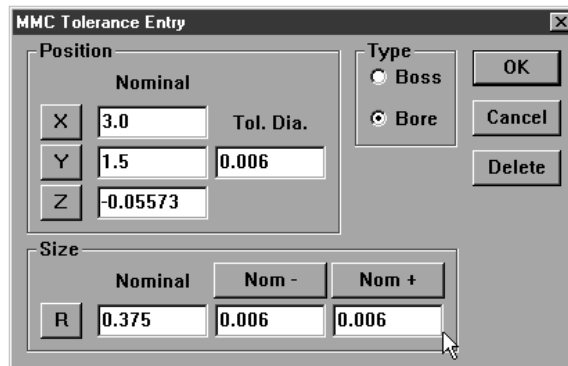 MMC Tolerance Entry
Position
Nominal
X 3.0 Tol. Dia.
Y 1.5 0.006
Z -0.05573
Type
Boss
Bore
OK
Cancel
Delete
Size
Nominal Nom - Nom +
R 0.375 0.006 0.006